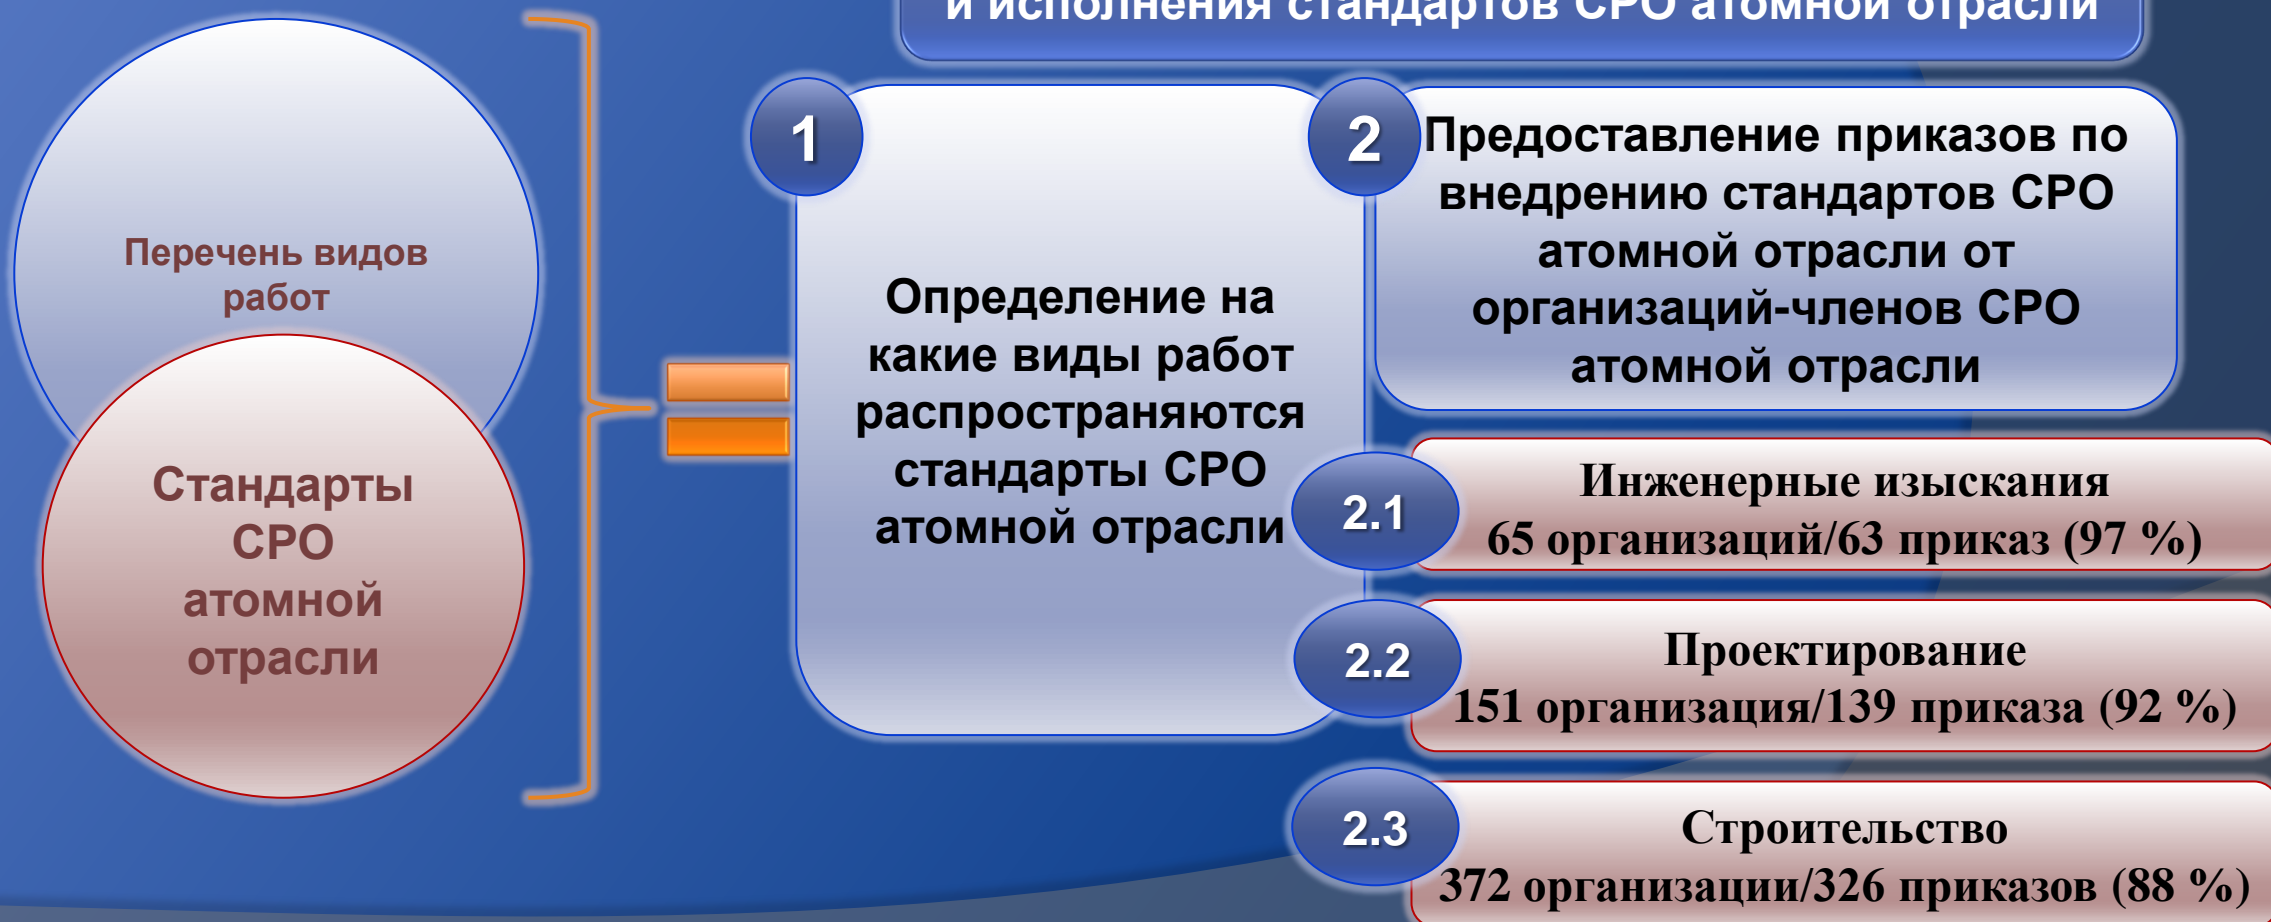 и исполнения стандартов СРО атомной отрасли
Перечень видов
работ
Стандарты
СРО
атомной
отрасли
1
Определение на
какие виды работ
распространяются
стандарты СРО
атомной отрасли
2
Предоставление приказов по
внедрению стандартов СРО
атомной отрасли от
организаций-членов СРО
атомной отрасли
2.1
Инженерные изыскания
65 организаций/63 приказ (97 %)
2.2
Проектирование
151 организация/139 приказа (92 %)
2.3
Строительство
372 организации/326 приказов (88 %)